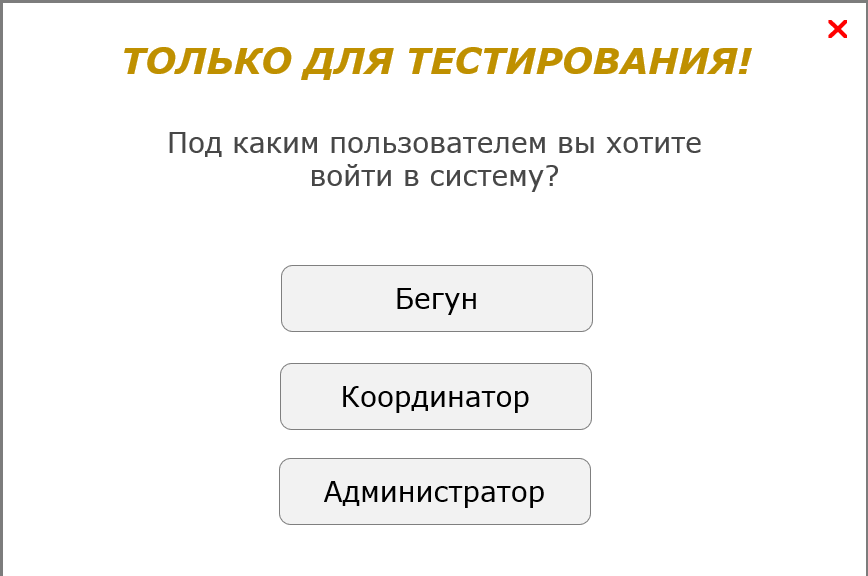 ТОЛЬКО ДЛЯ ТЕСТИРОВАНИЯ!
Под каким пользователем вы хотите
войти в систему?
Бегун
Координатор
Администратор